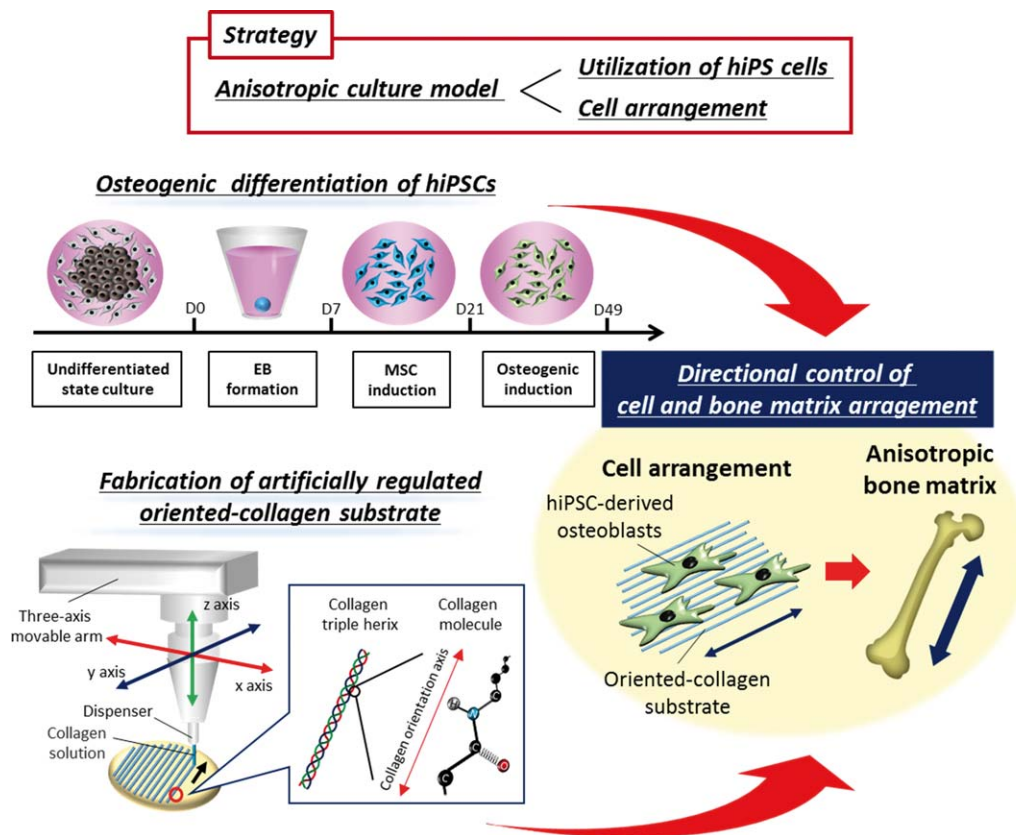 Strategy
Anisotropic culture model
Utilization of hiPS cells
Cell arrangement
Osteogenic differentiation of hiPSCs
D0
D7
D21
D49
Undifferentiated
state culture
EB
formation
MSC
induction
Osteogenic
induction
Directional control of
cell and bone matrix arragement
Cell arrangement
hiPSC-derived
osteoblasts
Oriented-collagen
substrate
Anisotropic
bone matrix
Fabrication of artificially regulated
oriented-collagen substrate
Three-axis
movable arm
z axis
y axis
x axis
Dispenser
Collagen
solution
Collagen
triple herix
Collagen
molecule
Collagen orientation axis
C
C
H
N
C
O
C